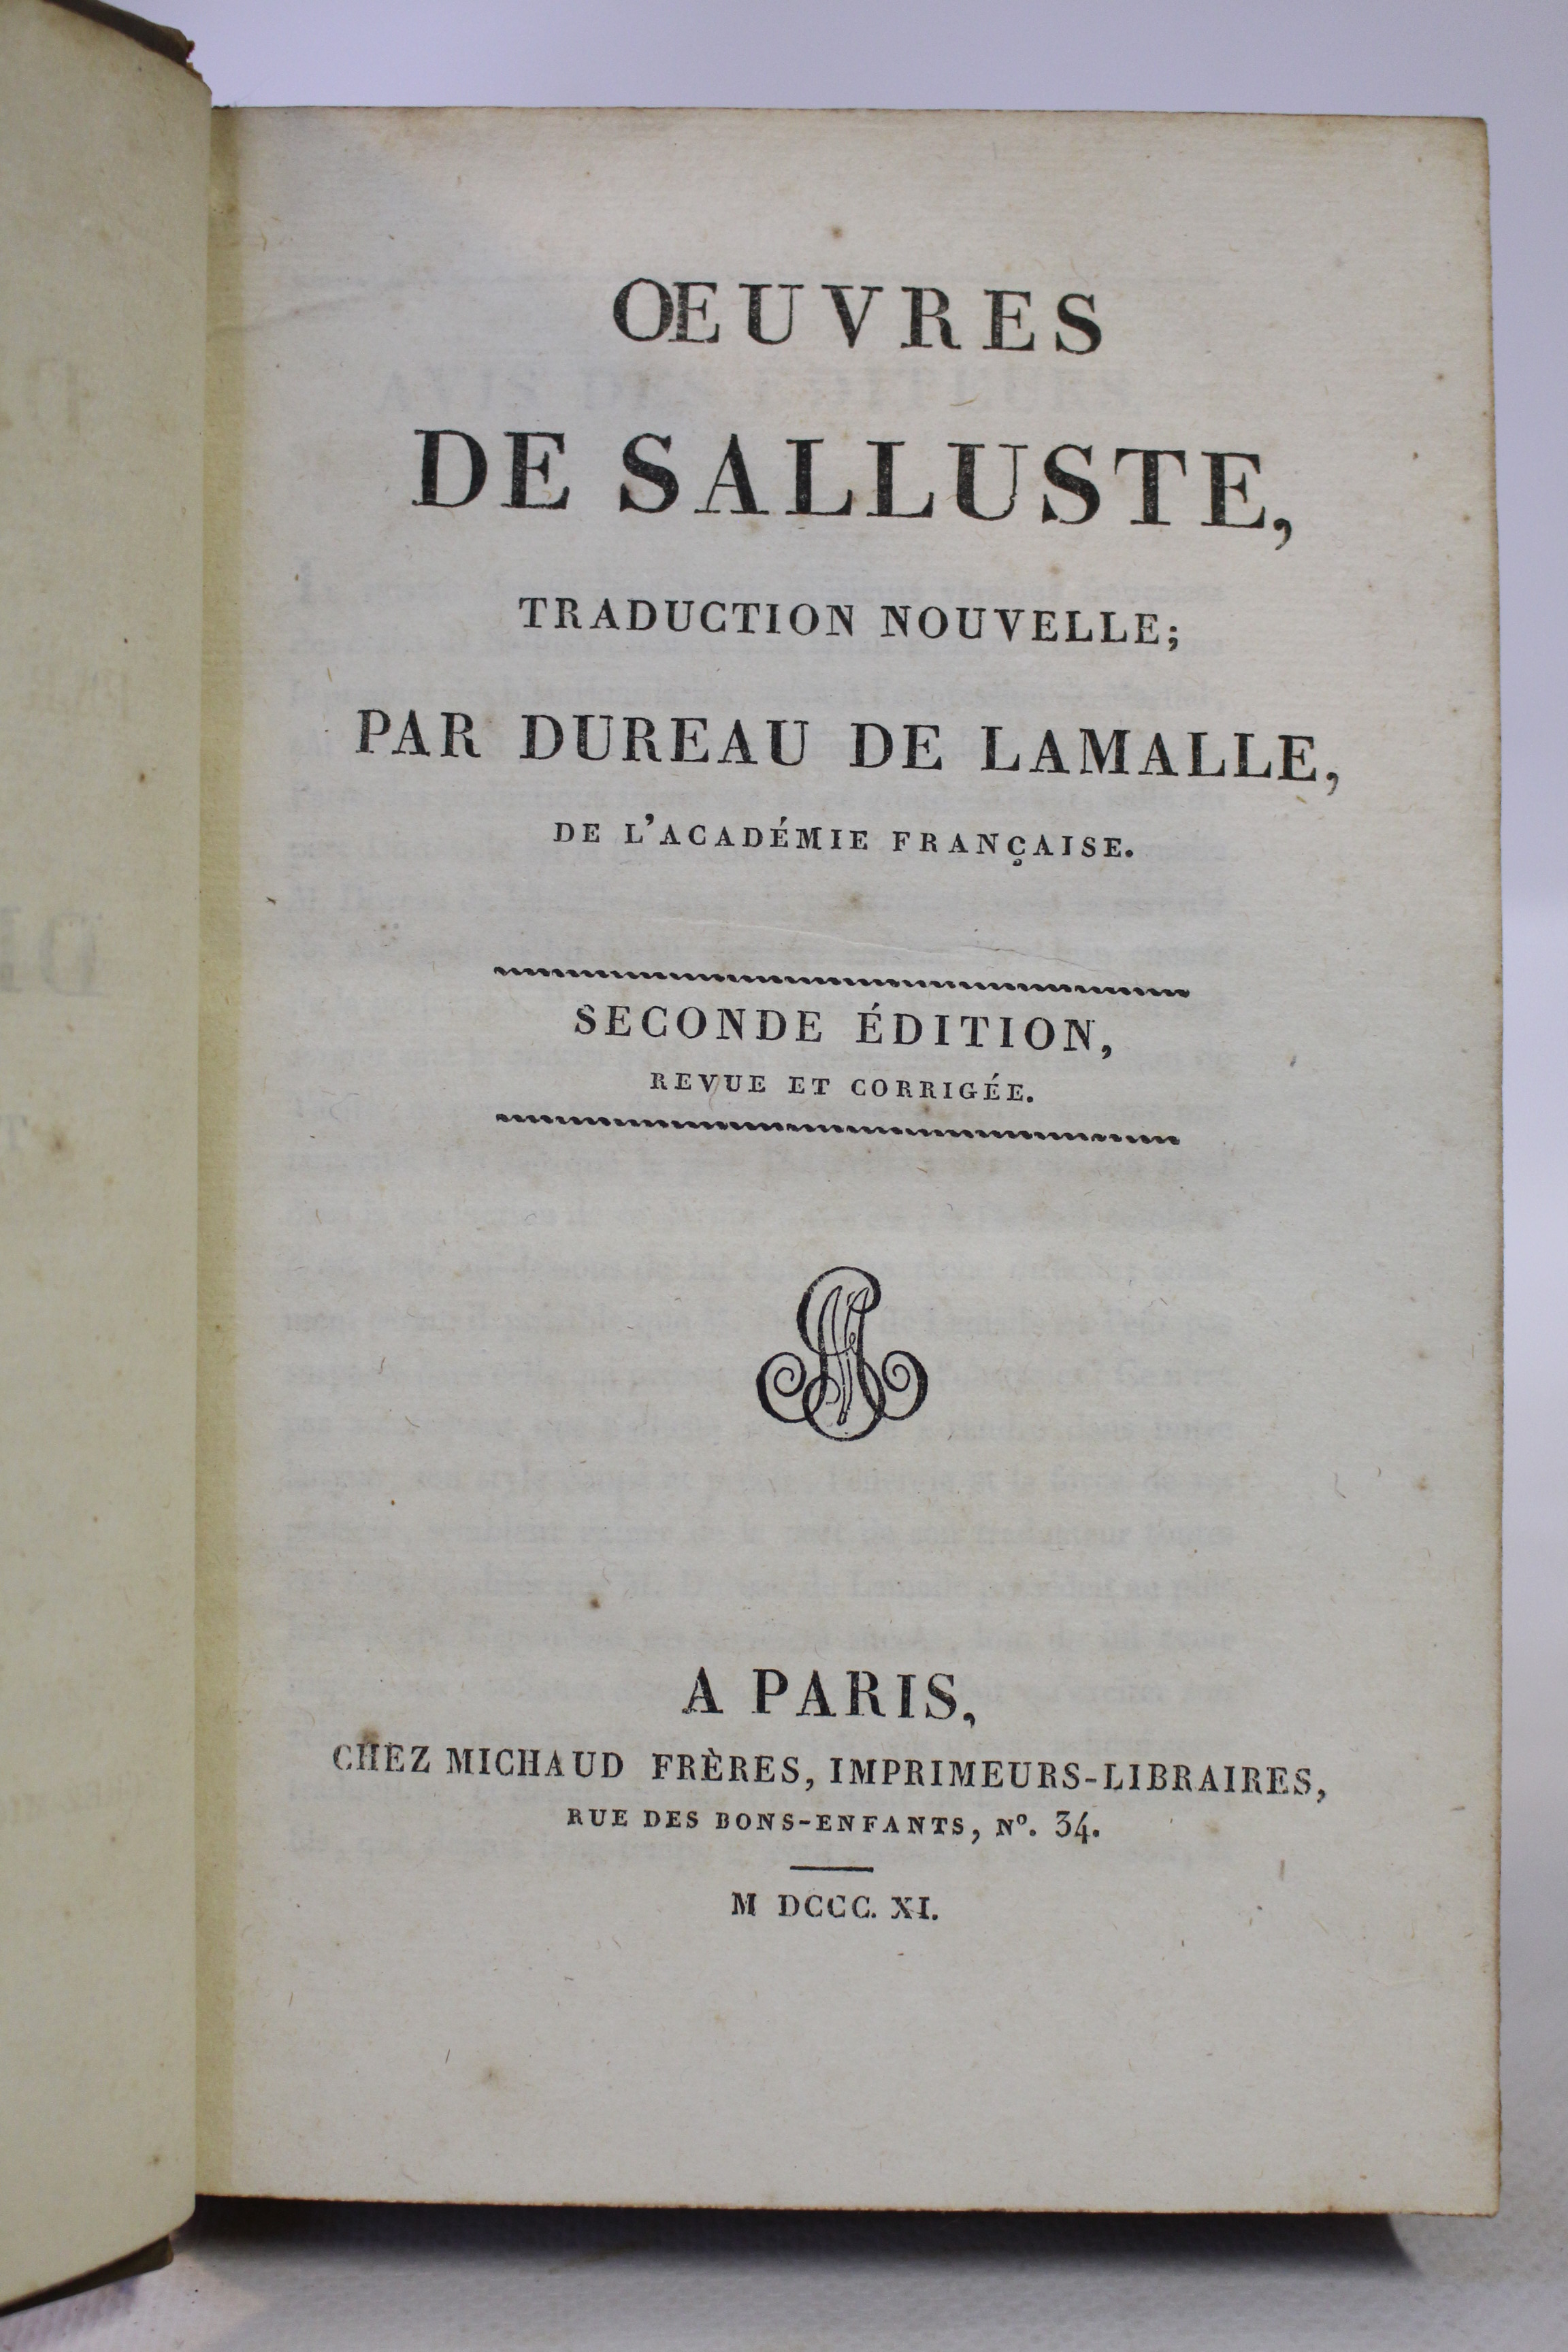 ŒUVRES
DE SALLUSTE,
TRADUCTION NOUVELLE;
PAR DUREAU DE LAMALLE,
DE L'ACADÉMIE FRANÇAISE.
SECONDE ÉDITION,
REVUE ET CORRIGÉE.
A PARIS,
CHEZ MICHAUD FRÈRES, IMPRIMEURS-LIBRAIRES,
RUE DES BONS-ENFANTS, Nº. 34.
M DCCC. XI.